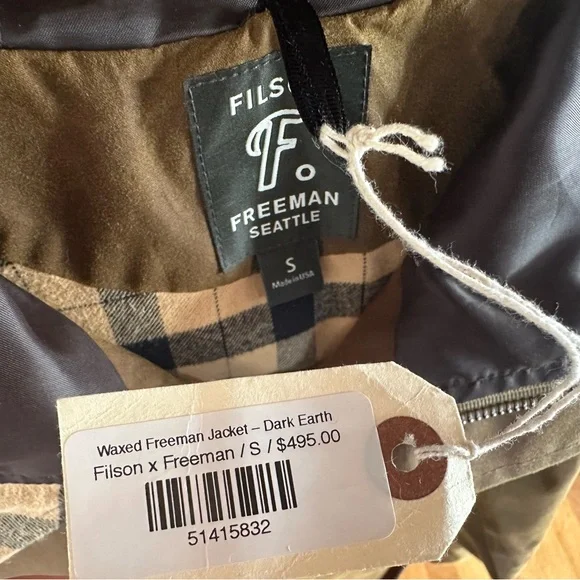 FILSON
F.
FREEMAN
SEATTLE
S
Made in USA
Waxed Freeman Jacket – Dark Earth
Filson x Freeman / S / $495.00
51415832